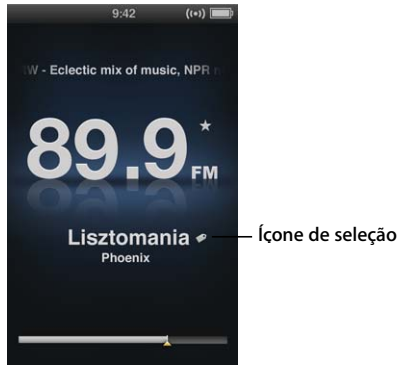 9:42
W - Eclectic mix of music, NPR
89.9 FM
Lisztomania
Ícone de seleção
Phoenix